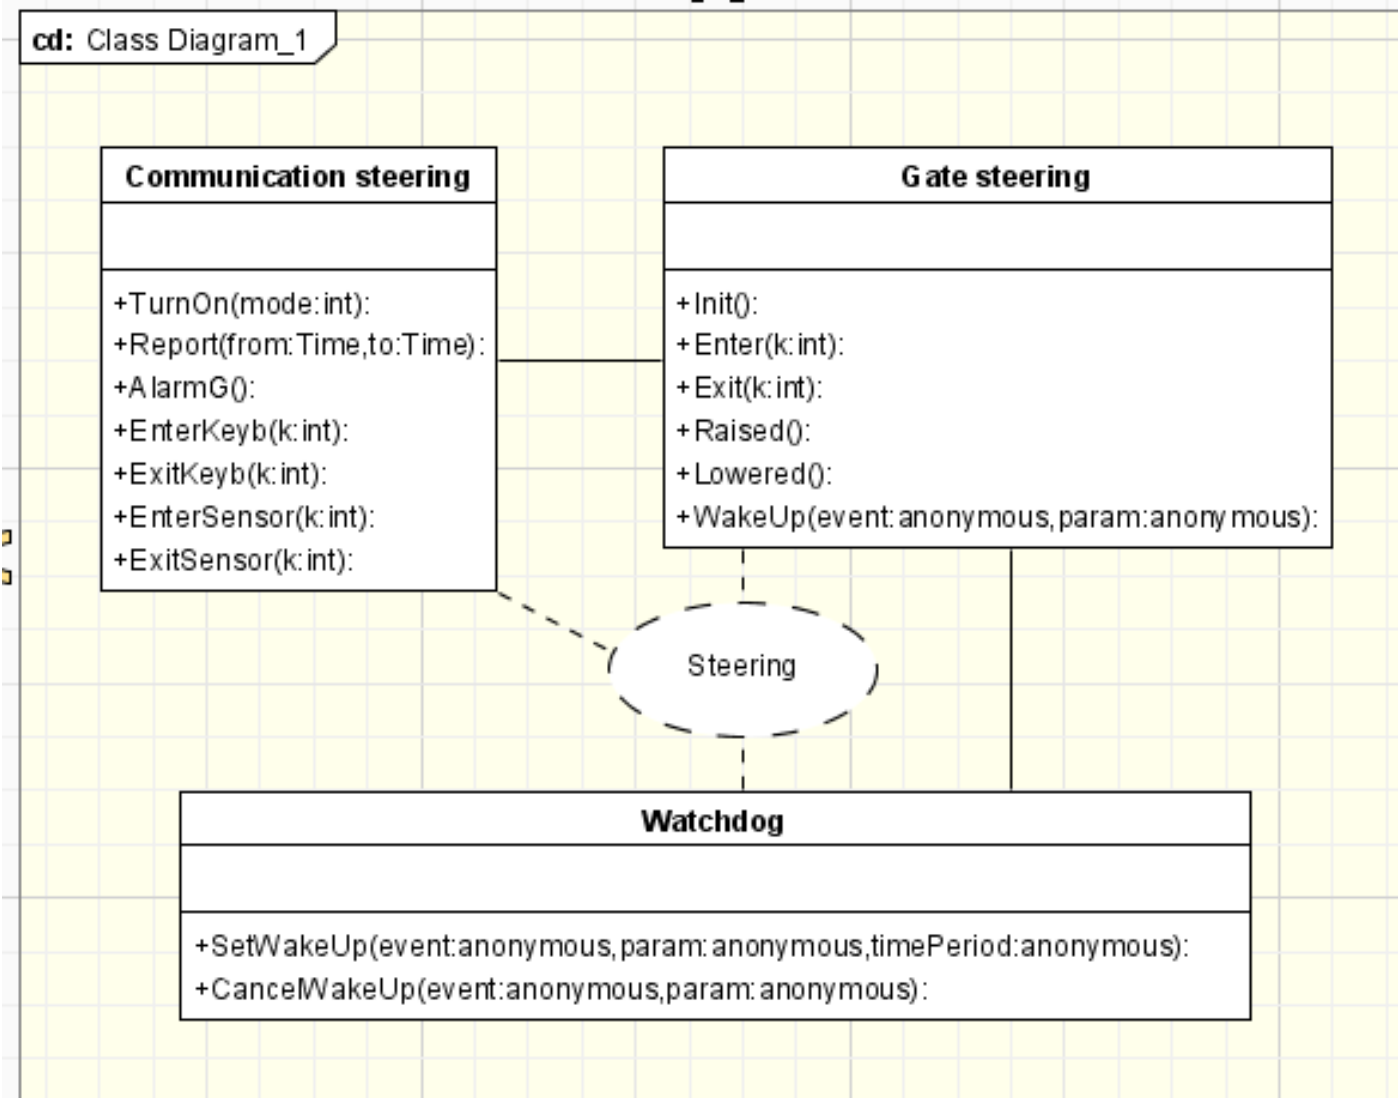 cd: Class Diagram_1
Communication steering
+TurnOn(mode:int):
+Report(from:Time,to:Time):
+AlarmG():
+EnterKeyb(k:int):
+ExitKeyb(k:int):
+EnterSensor(k:int):
+ExitSensor(k:int):
Gate steering
+Init():
+Enter(k:int):
+Exit(k:int):
+Raised():
+Lowered():
+WakeUp(event:anonymous,param:anonymous):
Steering
Watchdog
+SetWakeUp(event:anonymous,param:anonymous,timePeriod:anonymous):
+CancelWakeUp(event:anonymous,param:anonymous):